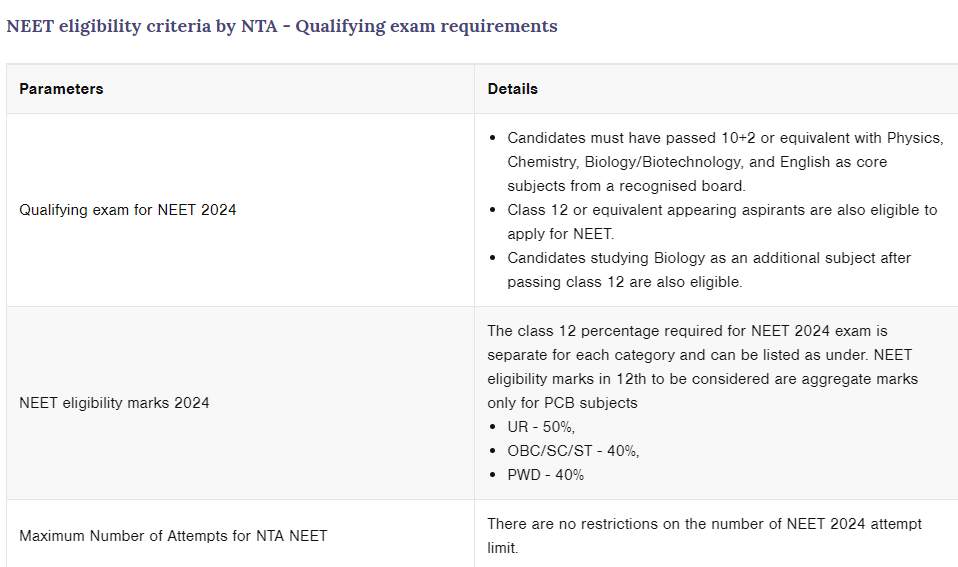 NEET eligibility criteria by NTA - Qualifying exam requirements
Parameters
Details
Qualifying exam for NEET 2024
• Candidates must have passed 10+2 or equivalent with Physics,
Chemistry, Biology/Biotechnology, and English as core
subjects from a recognised board.
• Class 12 or equivalent appearing aspirants are also eligible to
apply for NEET.
• Candidates studying Biology as an additional subject after
passing class 12 are also eligible.
NEET eligibility marks 2024
The class 12 percentage required for NEET 2024 exam is
separate for each category and can be listed as under. NEET
eligibility marks in 12th to be considered are aggregate marks
only for PCB subjects
• UR - 50%,
• OBC/SC/ST - 40%,
• PWD - 40%
Maximum Number of Attempts for NTA NEET
There are no restrictions on the number of NEET 2024 attempt
limit.